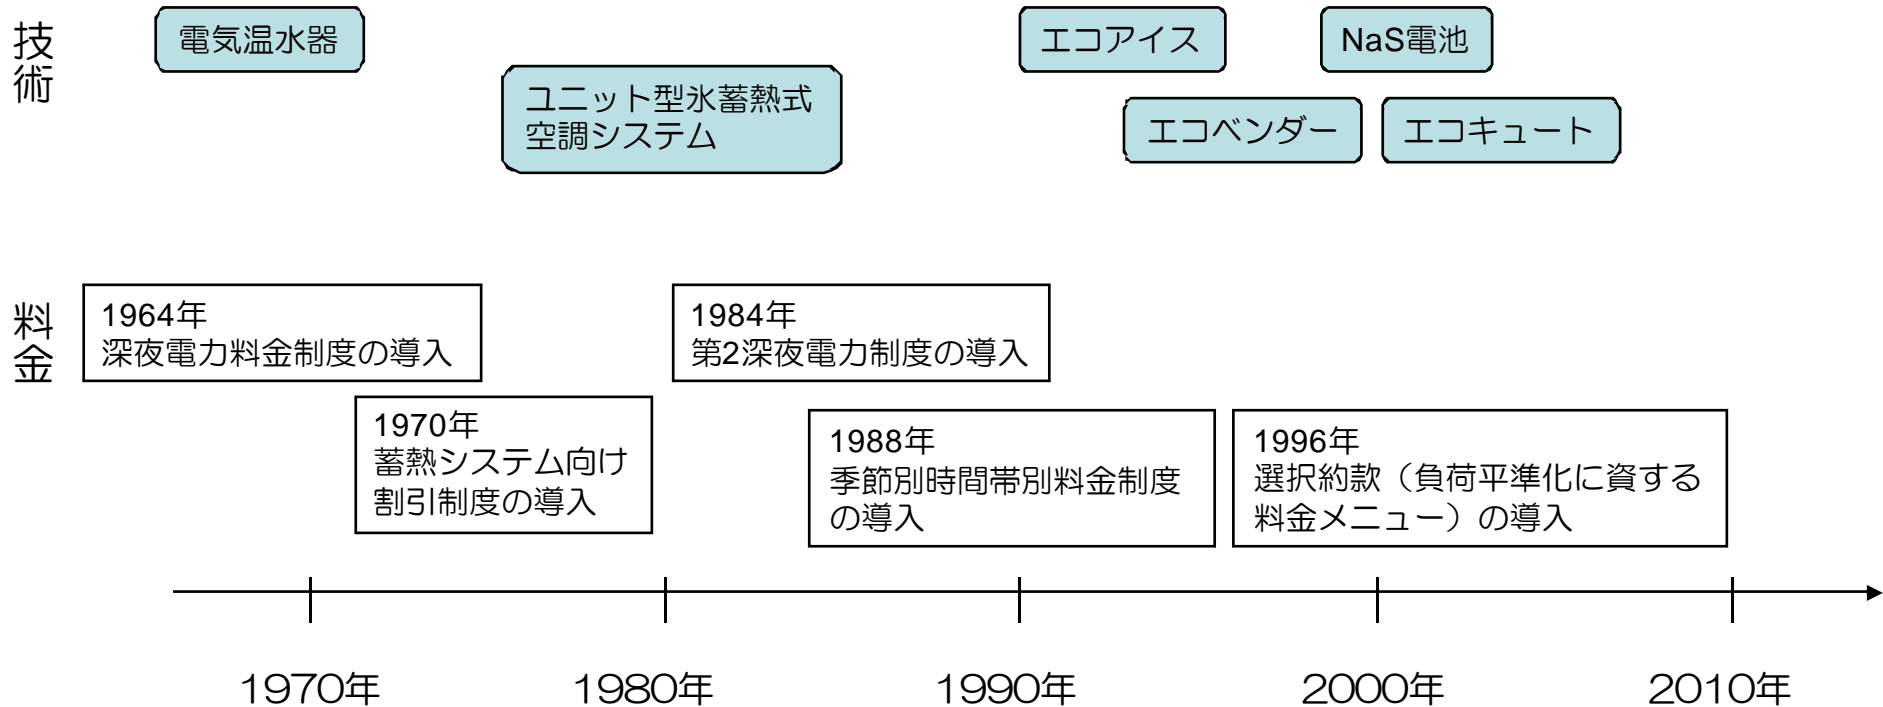 技術
電気温水器
エコアイス
NaS電池
ユニット型氷蓄熱式
空調システム
エコベンダー
エコキュート
料金
1964年
深夜電力料金制度の導入
1984年
第2深夜電力制度の導入
1970年
蓄熱システム向け
割引制度の導入
1988年
季節別時間帯別料金制度
の導入
1996年
選択約款（負荷平準化に資する
料金メニュー）の導入
1970年
1980年
1990年
2000年
2010年